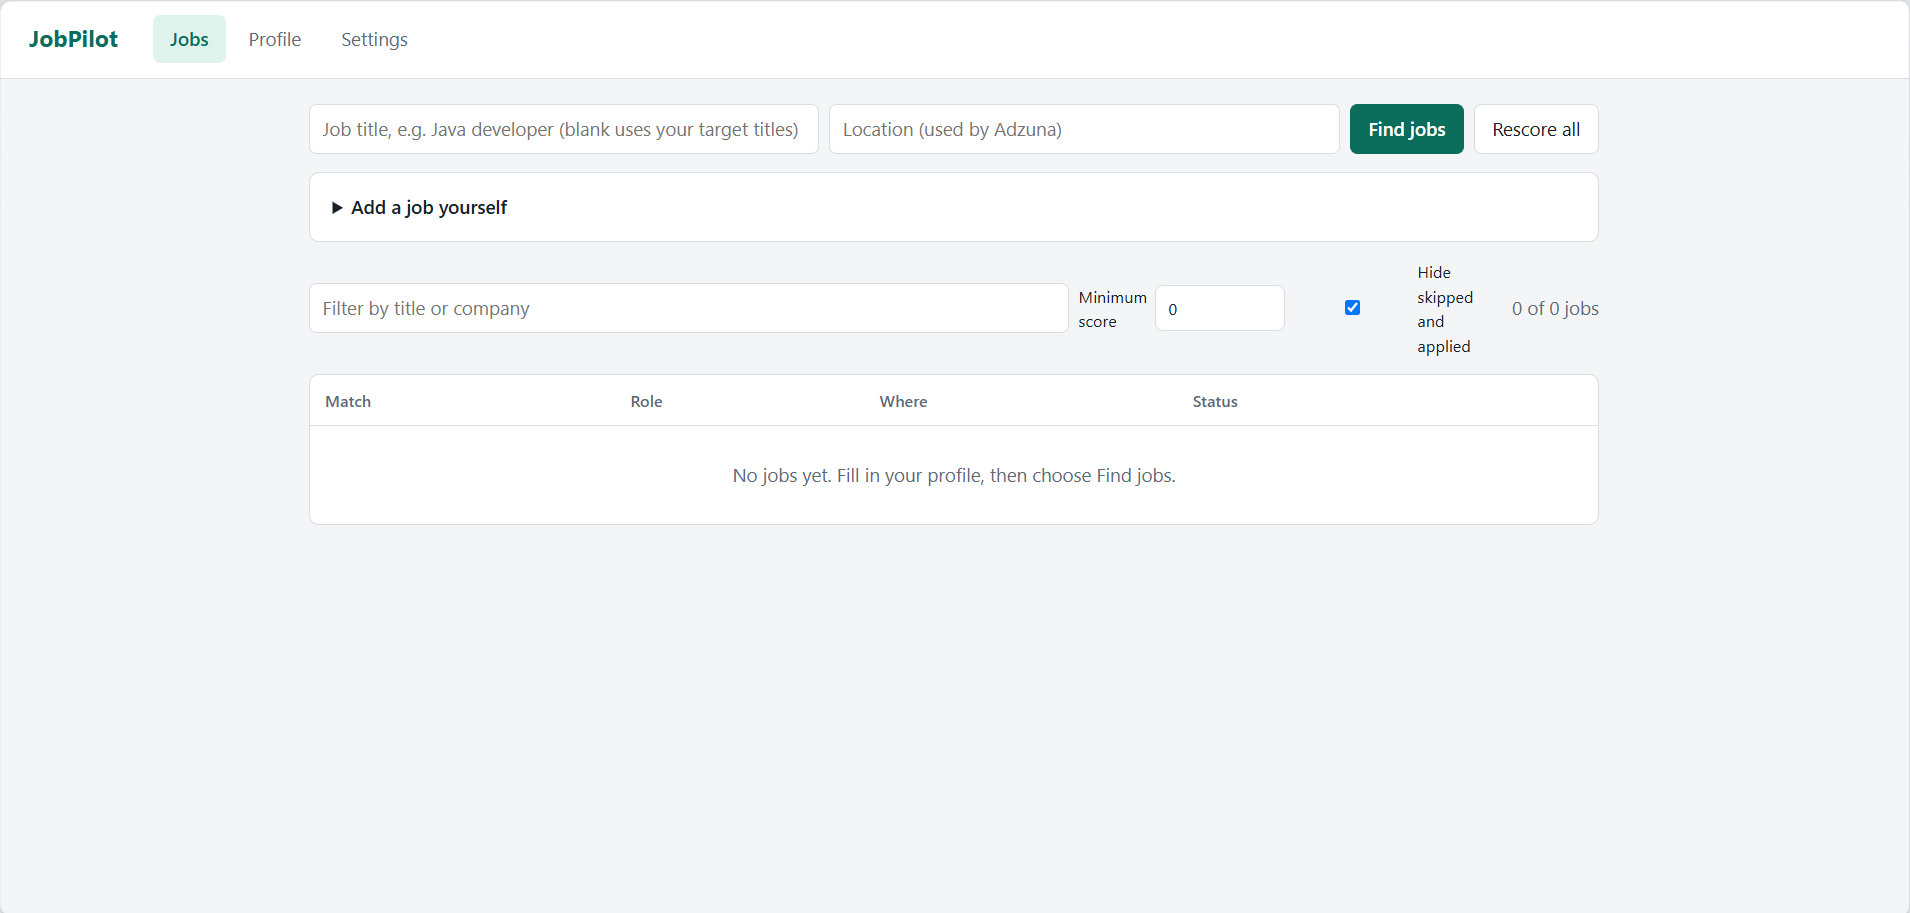 JobPilot Jobs Profile Settings
Job title, e.g. Java developer (blank uses your target titles) Location (used by Adzuna) Find jobs Rescore all
▶ Add a job yourself
Filter by title or company
Minimum
score
0
Hide
skipped
and
applied
0 of 0 jobs
Match Role Where Status
No jobs yet. Fill in your profile, then choose Find jobs.